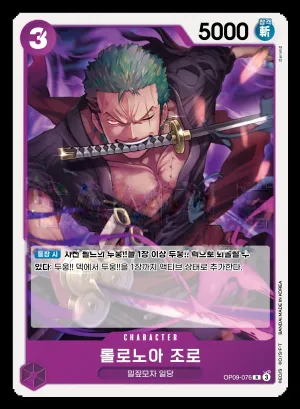 3
5000
참격
斬
등장 시 자신 필드의 두웅!!을 1장 이상 두웅!! 덱으로 되돌릴 수
있다: 두웅!! 덱에서 두웅!!을 1장까지 액티브 상태로 추가한다.
CHARACTER
롤로노아 조로
밀짚모자 일당
OP09-076 R
3